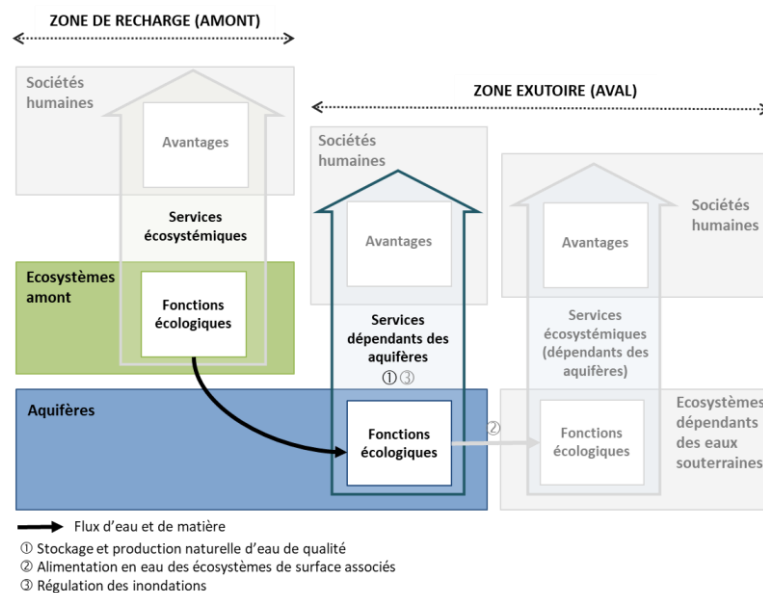 ZONE DE RECHARGE (AMONT)
Sociétés
humaines
Avantages
Services
écosystémiques
Ecosystèmes
amont
Fonctions
écologiques
ZONE EXUTOIRE (AVAL)
Sociétés
humaines
Avantages
Services
dépendants des
aquifères
① ③
Aquifères
Fonctions
écologiques
②
Sociétés
humaines
Avantages
Services
écosystémiques
(dépendants des
aquifères)
Fonctions
écologiques
Ecosystèmes
dépendants
des eaux
souterraines
Flux d'eau et de matière
① Stockage et production naturelle d'eau de qualité
② Alimentation en eau des écosystèmes de surface associés
③ Régulation des inondations